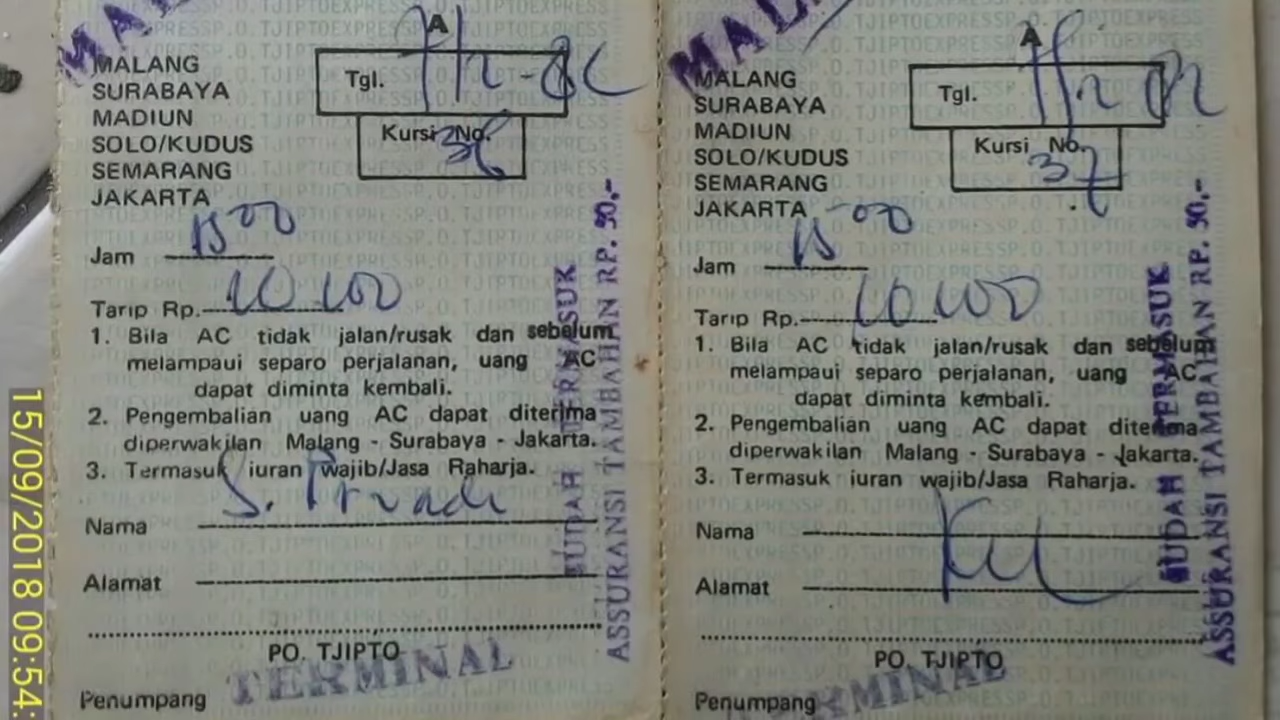 A
MALANG
SURABAYA
MADIUN
SOLO/KUDUS
SEMARANG
JAKARTA
Tgl.
Kursi No.
36
Jam 15 00
Tarip Rp. 10.100
1. Bila AC tidak jalan/rusak dan sebelum
melampaui separo perjalanan, uang AC
dapat diminta kembali.
2. Pengembalian uang AC dapat diterima
diperwakilan Malang - Surabaya - Jakarta.
3. Termasuk iuran wajib/Jasa Raharja.
Nama
Alamat
PO. TJIPTO
Penumpang
TERMINAL
SUDAH TERMASUK
ASSURANSI TAMBAHAN RP. 50.-
A
MALANG
SURABAYA
MADIUN
SOLO/KUDUS
SEMARANG
JAKARTA
Tgl.
Kursi No.
37
Jam 15 00
Tarip Rp. 10.100
1. Bila AC tidak jalan/rusak dan sebelum
melampaui separo perjalanan, uang AC
dapat diminta kembali.
2. Pengembalian uang AC dapat diterima
diperwakilan Malang - Surabaya - Jakarta.
3. Termasuk iuran wajib/Jasa Raharja.
Nama
Alamat
PO. TJIPTO
Penumpang
TERMINAL
SUDAH TERMASUK
ASSURANSI TAMBAHAN RP. 50.-
15/09/2018 09:54: